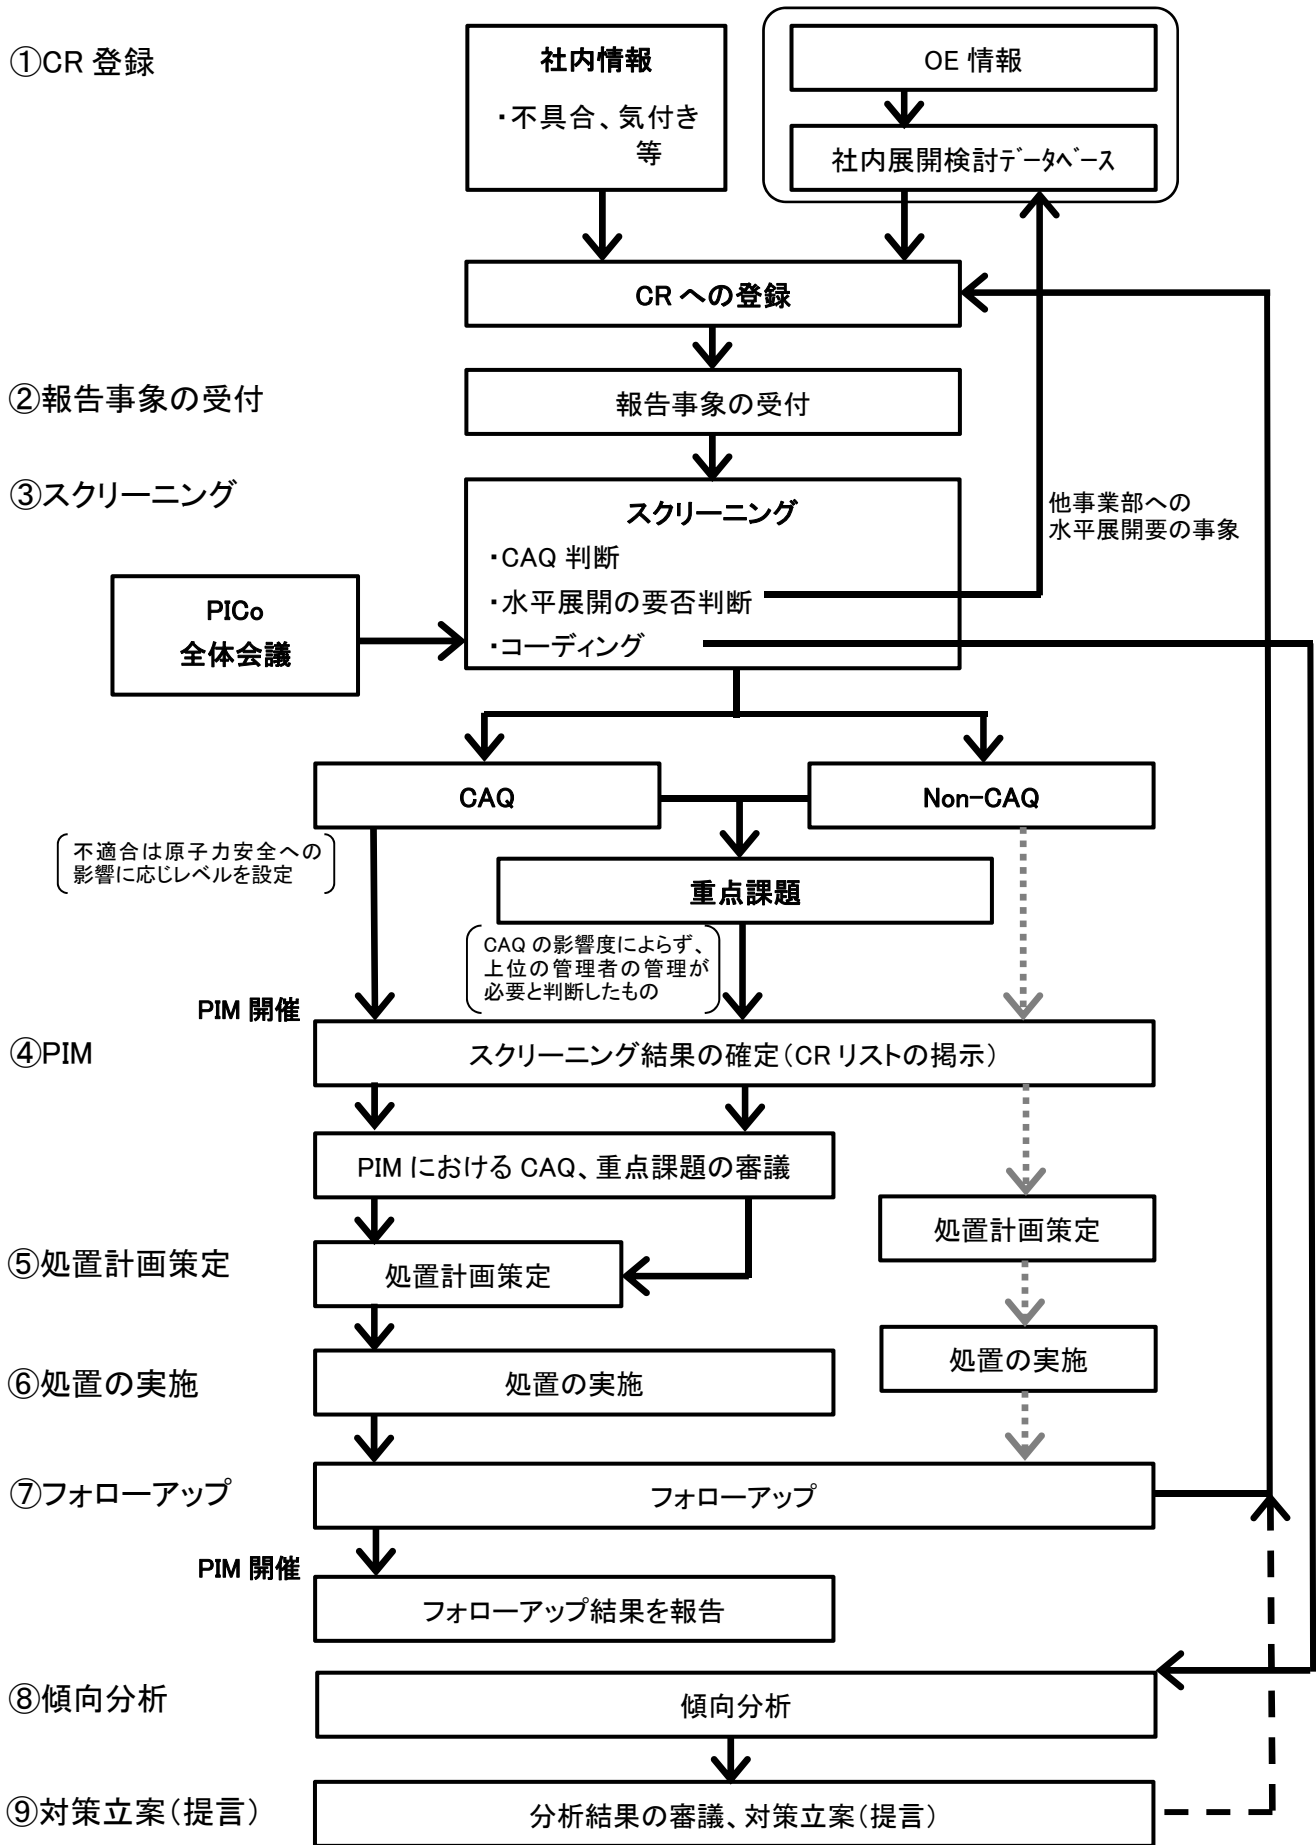 ①CR 登録
社内情報
・不具合、気付き
等
OE 情報
社内展開検討ﾃﾞｰﾀﾍﾞｰｽ
CR への登録
②報告事象の受付
報告事象の受付
③スクリーニング
スクリーニング
・CAQ 判断
・水平展開の要否判断
・コーディング
他事業部への
水平展開要の事象
PICo
全体会議
CAQ
Non-CAQ
不適合は原子力安全への
影響に応じレベルを設定
重点課題
CAQ の影響度によらず、
上位の管理者の管理が
必要と判断したもの
PIM 開催
④PIM
スクリーニング結果の確定（CR リストの掲示）
PIM における CAQ、重点課題の審議
⑤処置計画策定
処置計画策定
処置計画策定
⑥処置の実施
処置の実施
処置の実施
⑦フォローアップ
フォローアップ
PIM 開催
フォローアップ結果を報告
⑧傾向分析
傾向分析
⑨対策立案（提言）
分析結果の審議、対策立案（提言）